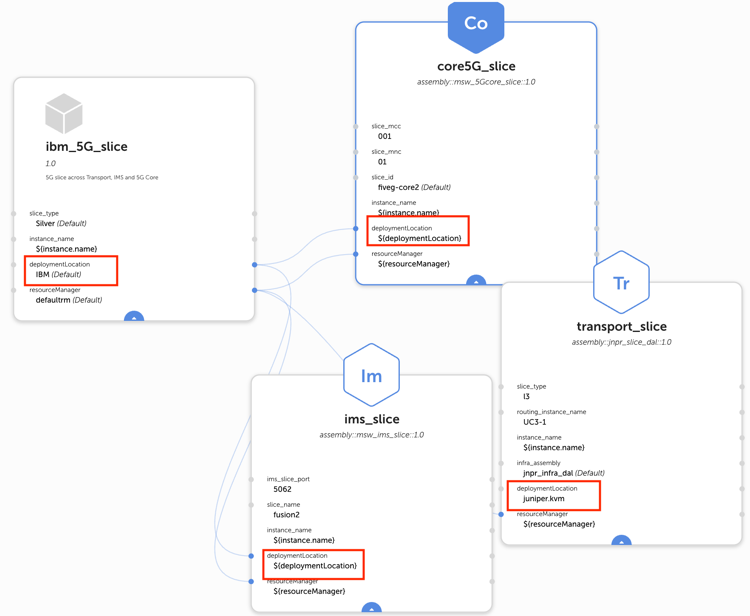 Co
core5G_slice
assembly::msw_5Gcore_slice::1.0
slice_mcc
001
slice_mnc
01
slice_id
fiveg-core2 (Default)
instance_name
${instance.name}
deploymentLocation
${deploymentLocation}
resourceManager
${resourceManager}
ibm_5G_slice
1.0
5G slice across Transport, IMS and 5G Core
slice_type
Silver (Default)
instance_name
${instance.name}
deploymentLocation
IBM (Default)
resourceManager
defaultrm (Default)
Tr
transport_slice
assembly::jnpr_slice_dal::1.0
slice_type
l3
routing_instance_name
UC3-1
instance_name
${instance.name}
infra_assembly
jnpr_infra_dal (Default)
deploymentLocation
juniper.kvm
resourceManager
${resourceManager}
Im
ims_slice
assembly::msw_ims_slice::1.0
ims_slice_port
5062
slice_name
fusion2
instance_name
${instance.name}
deploymentLocation
${deploymentLocation}
resourceManager
${resourceManager}